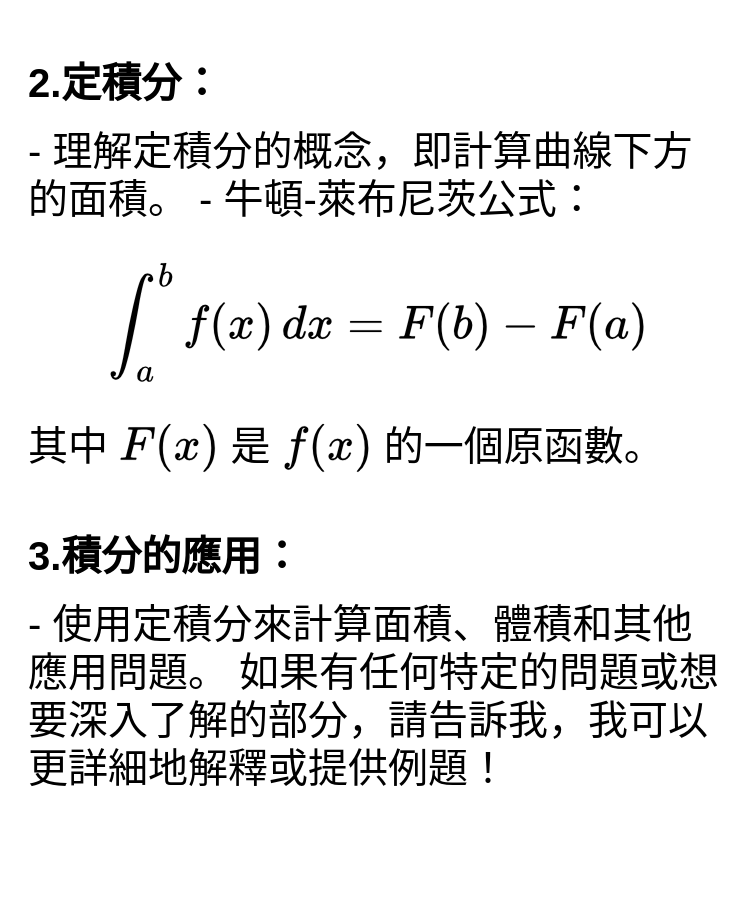 2.定積分：
- 理解定積分的概念，即計算曲線下方
的面積。 - 牛頓-萊布尼茨公式：
∫_a^b f(x) dx = F(b) − F(a)
其中 F(x) 是 f(x) 的一個原函數。
3.積分的應用：
- 使用定積分來計算面積、體積和其他
應用問題。 如果有任何特定的問題或想
要深入了解的部分，請告訴我，我可以
更詳細地解釋或提供例題！